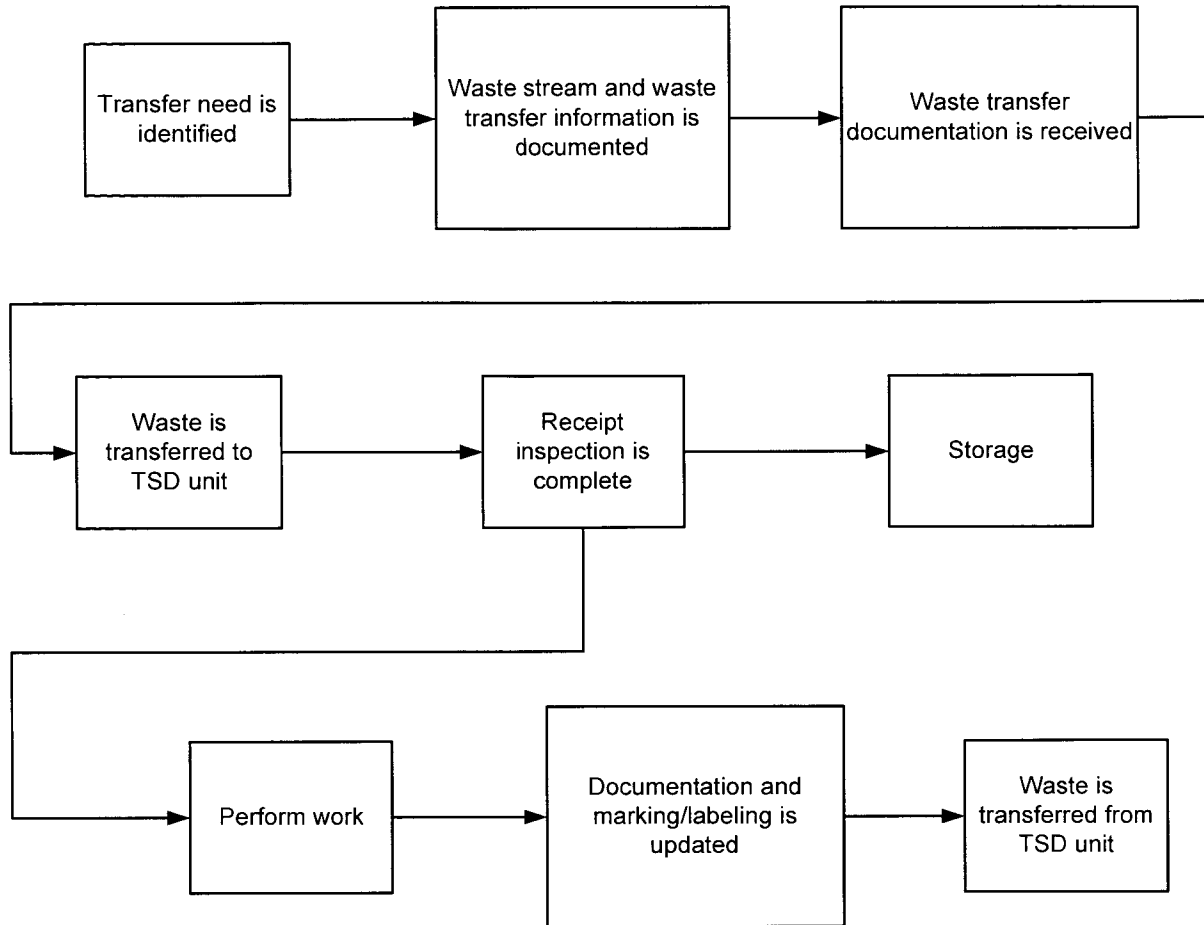 Transfer need is
identified
Waste stream and waste
transfer information is
documented
Waste transfer
documentation is received
Waste is
transferred to
TSD unit
Receipt
inspection is
complete
Storage
Perform work
Documentation and
marking/labeling is
updated
Waste is
transferred from
TSD unit